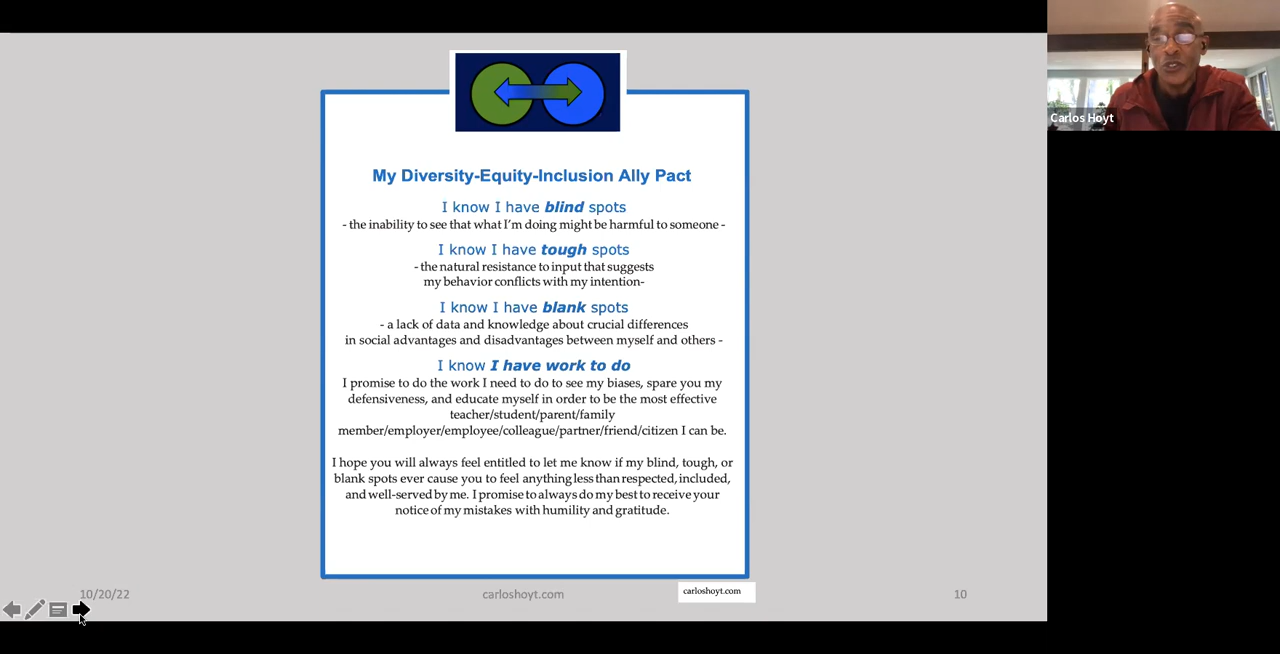 My Diversity-Equity-Inclusion Ally Pact
I know I have blind spots
- the inability to see that what I'm doing might be harmful to someone -
I know I have tough spots
- the natural resistance to input that suggests
my behavior conflicts with my intention-
I know I have blank spots
- a lack of data and knowledge about crucial differences
in social advantages and disadvantages between myself and others -
I know I have work to do
I promise to do the work I need to do to see my biases, spare you my
defensiveness, and educate myself in order to be the most effective
teacher/student/parent/family
member/employer/employee/colleague/partner/friend/citizen I can be.
I hope you will always feel entitled to let me know if my blind, tough, or
blank spots ever cause you to feel anything less than respected, included,
and well-served by me. I promise to always do my best to receive your
notice of my mistakes with humility and gratitude.
carloshoyt.com
10/20/22
carloshoyt.com
10
Carlos Hoyt